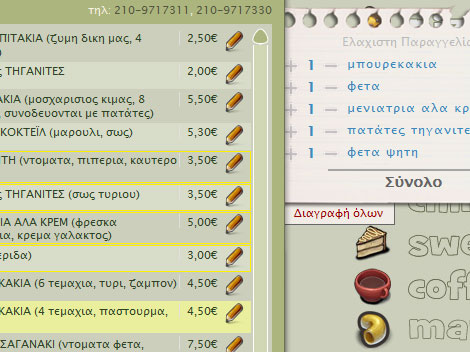 τηλ: 210-9717311, 210-9717330
ΠΙΤΑΚΙΑ (ζυμη δικη μας, 4 2,50€
ς ΤΗΓΑΝΙΤΕΣ 2,00€
ΑΚΙΑ (μοσχαρισιος κιμας, 8 5,50€
, συνοδευονται με πατάτες)
ΚΟΚΤΕΪΛ (μαρουλι, σως) 5,30€
ΗΤΗ (ντοματα, πιπερια, καυτερο 3,50€
ς ΤΗΓΑΝΙΤΕΣ (σως τυριου) 3,50€
ΙΑ ΑΛΑ ΚΡΕΜ (φρεσκα 5,00€
ια, κρεμα γαλακτος)
ερίδα) 3,00€
ΚΑΚΙΑ (6 τεμαχια, τυρι, ζαμπον) 4,50€
ΚΑΚΙΑ (4 τεμαχια, παστουρμα, 4,50€
ΣΑΓΑΝΑΚΙ (ντοματα φετα, 7,50€
Ελαχιστη Παραγγελία
+ 1 - μπουρεκακια
+ 1 - φετα
+ 1 - μενιατρια αλα κρ
+ 1 - πατάτες τηγανιτε
+ 1 - φετα ψητη
Σύνολο
Διαγραφή όλων
swe
coff
ma